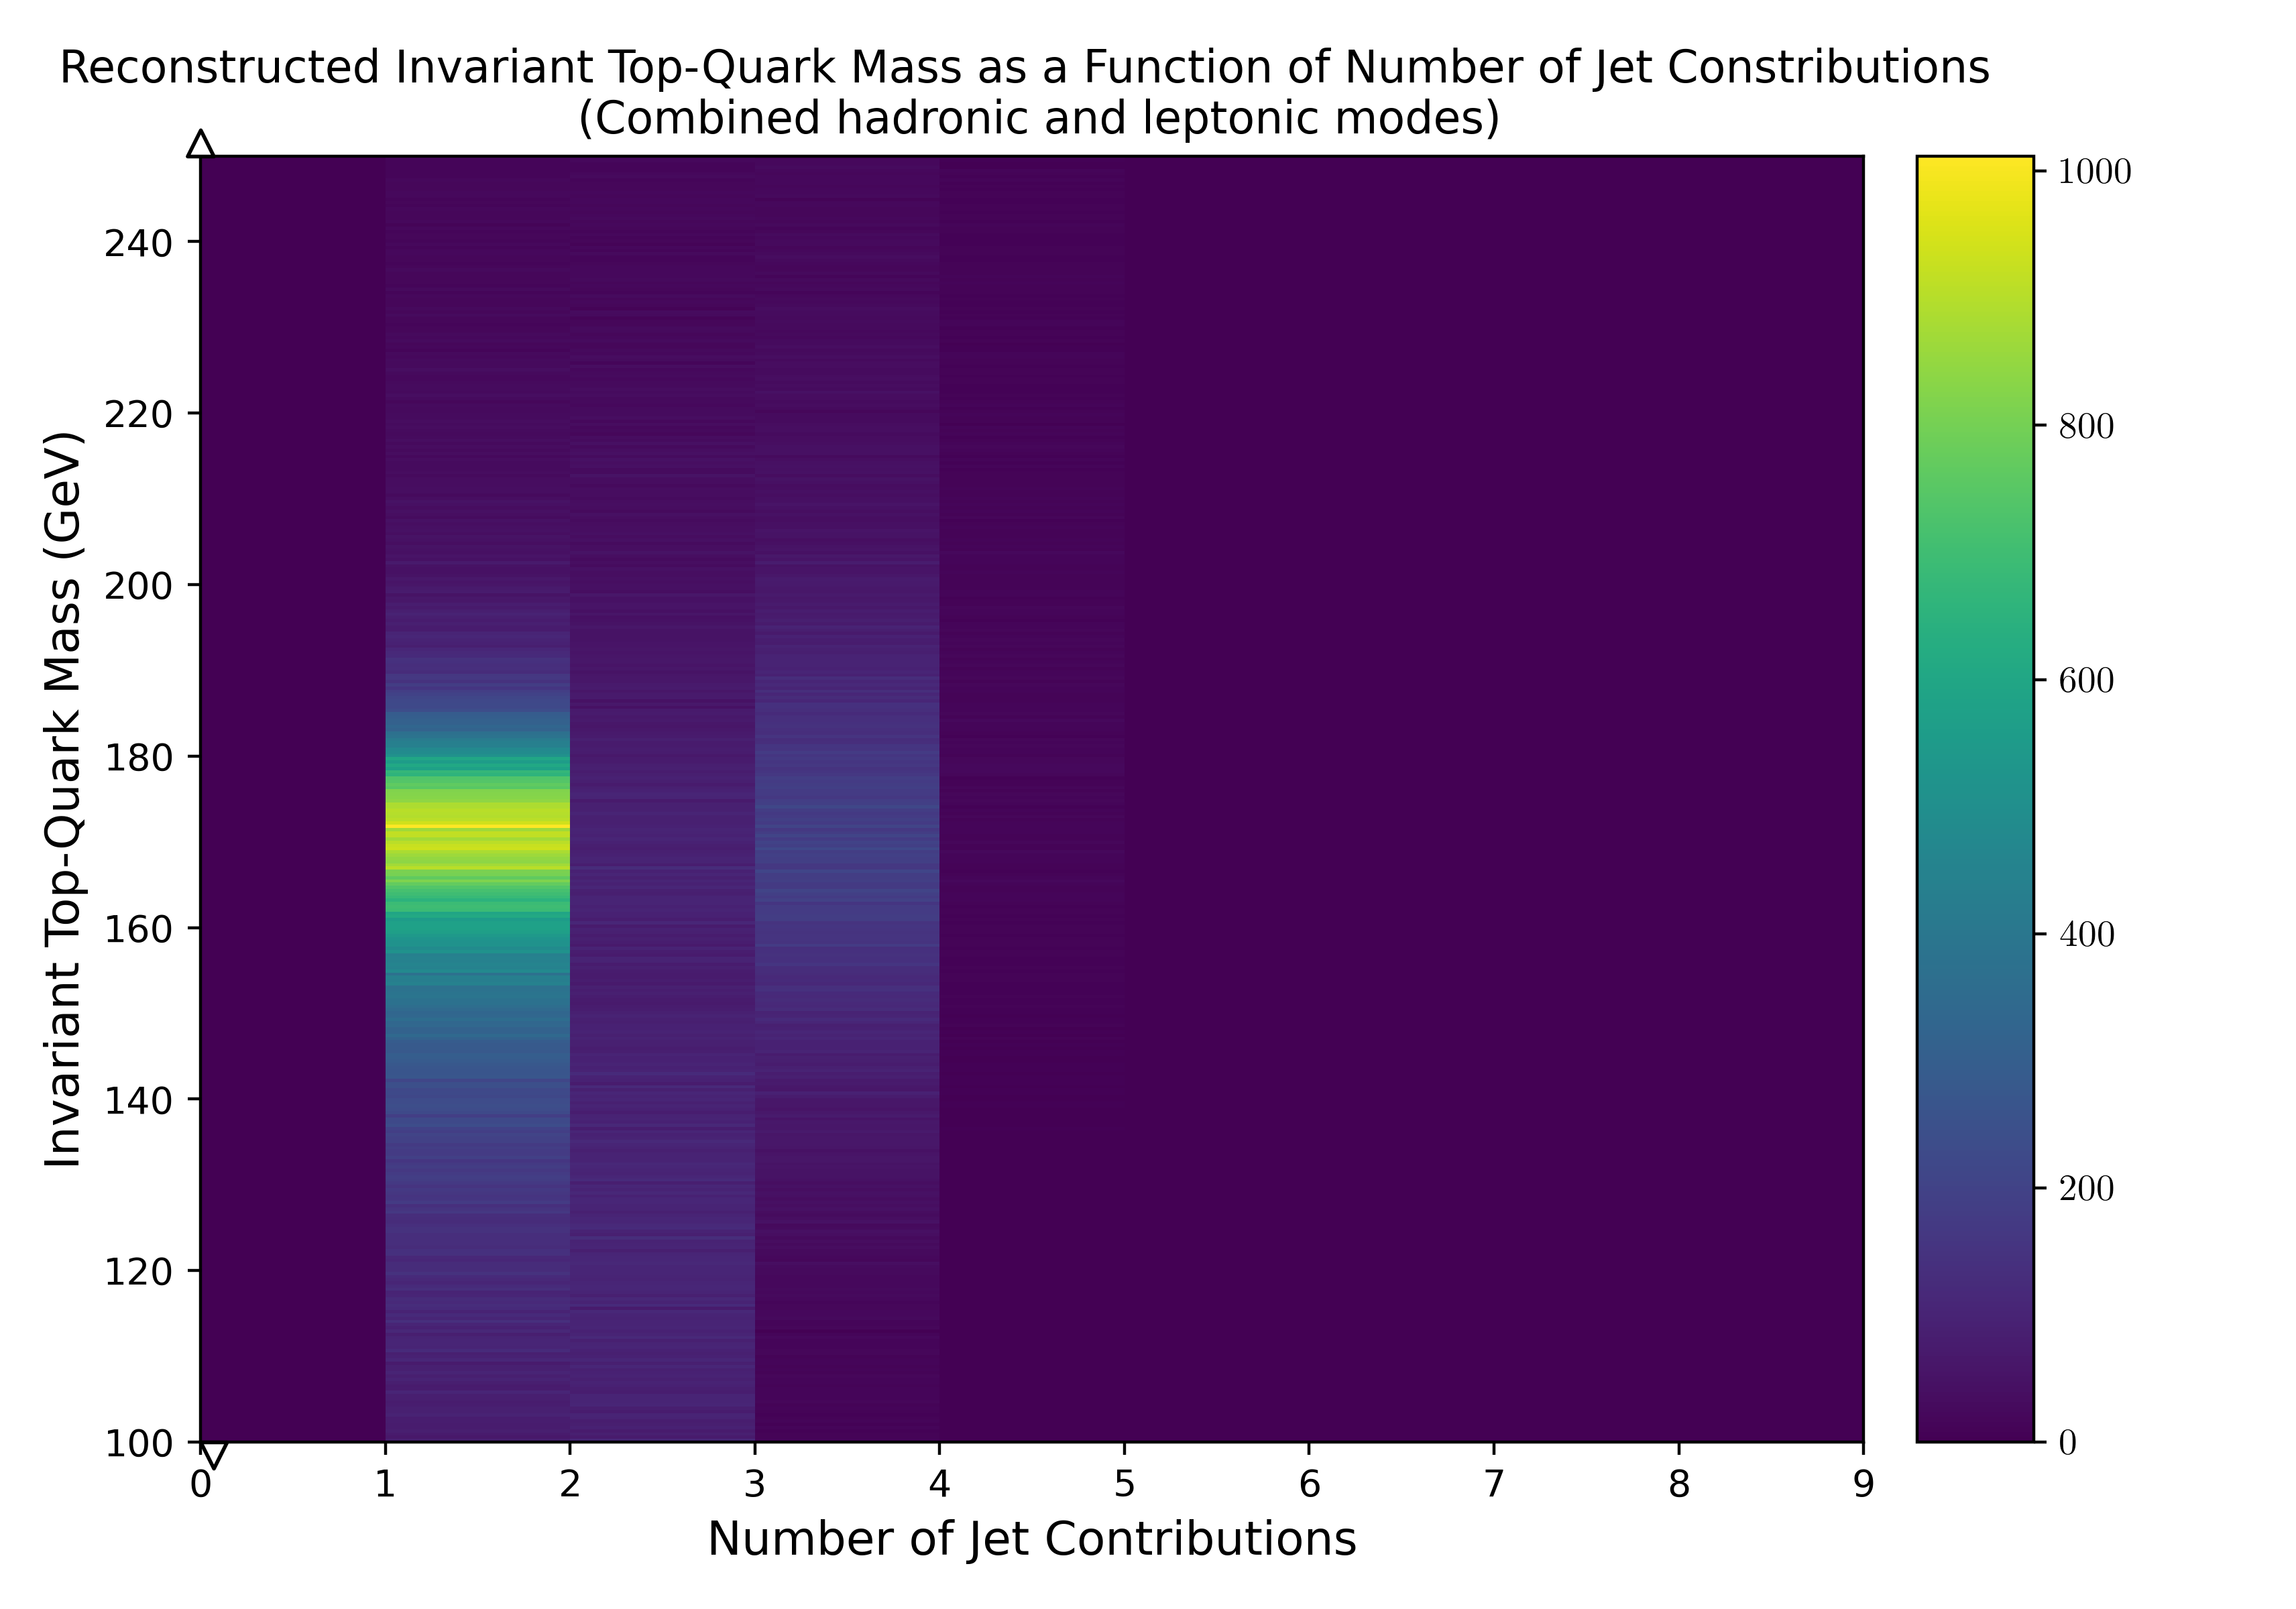 Reconstructed Invariant Top-Quark Mass as a Function of Number of Jet Constributions
(Combined hadronic and leptonic modes)
Invariant Top-Quark Mass (GeV)
240
220
200
180
160
140
120
100
0 1 2 3 4 5 6 7 8 9
Number of Jet Contributions
1000
800
600
400
200
0